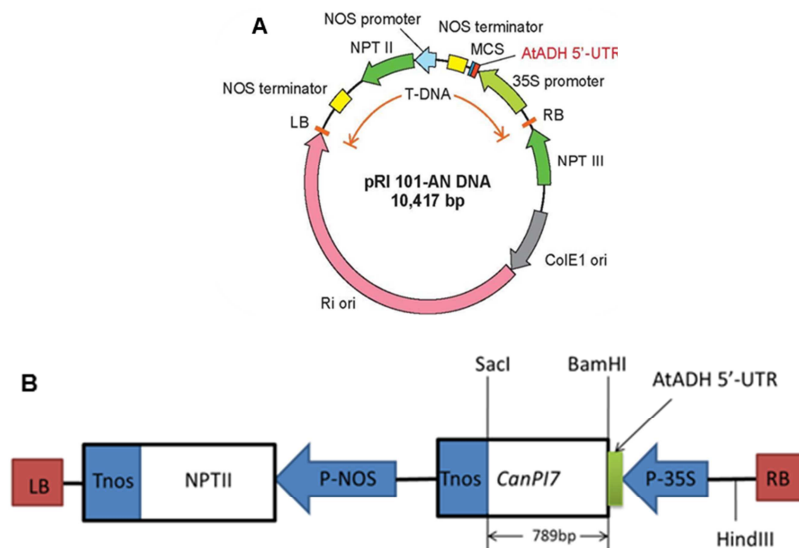 A
NOS promoter
NOS terminator
NPT II
MCS
AtADH 5'-UTR
35S promoter
NOS terminator
T-DNA
LB
RB
NPT III
pRI 101-AN DNA
10,417 bp
ColE1 ori
Ri ori
B
SacI
BamHI
AtADH 5'-UTR
LB
Tnos
NPTII
P-NOS
Tnos
CanPI7
P-35S
RB
789bp
HindIII